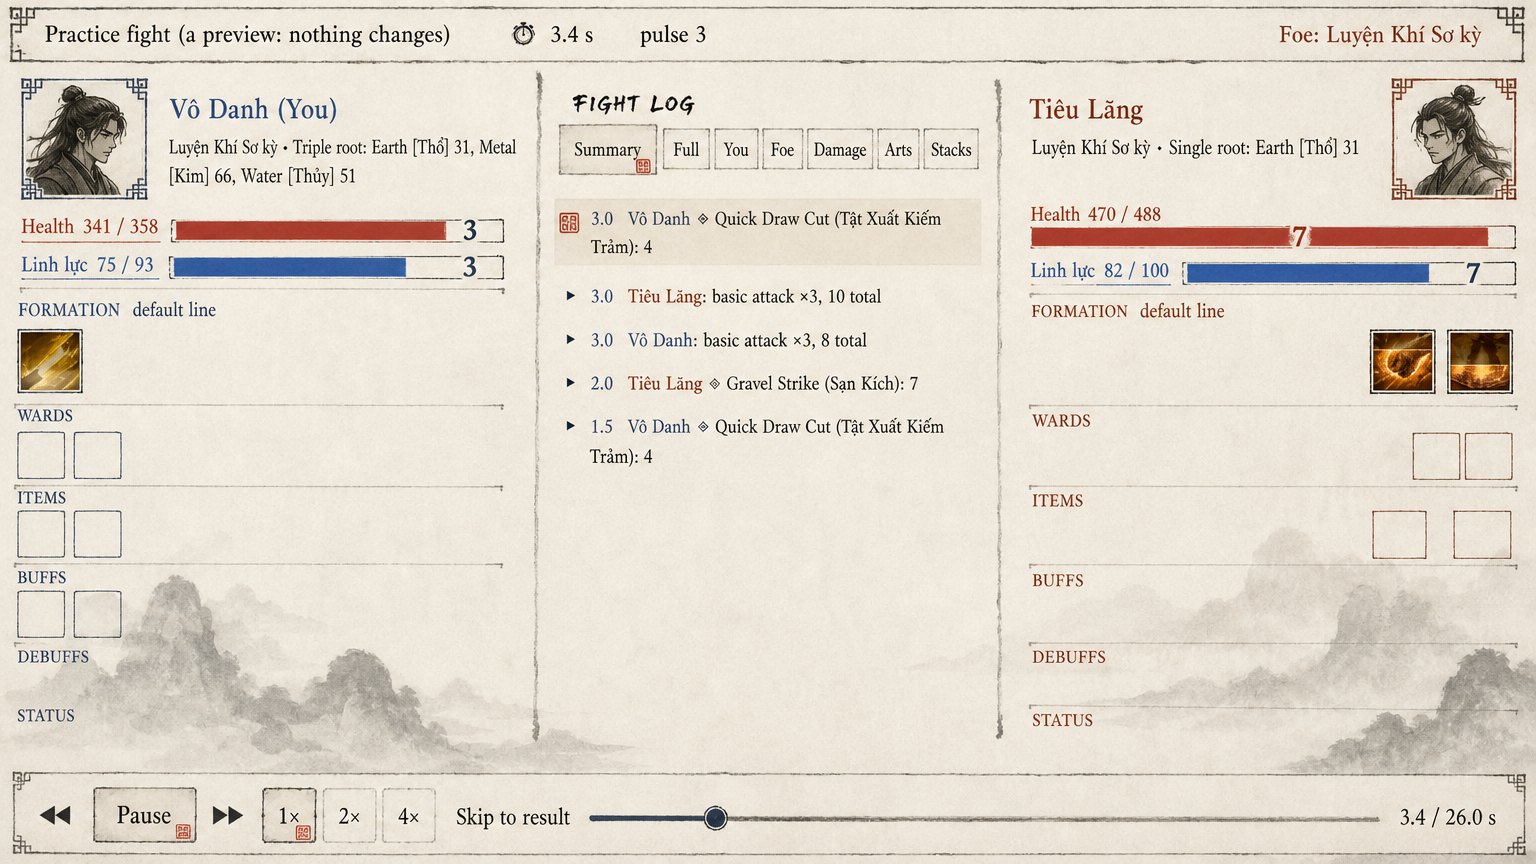 Practice fight (a preview: nothing changes)
3.4 s
pulse 3
Foe: Luyện Khí Sơ kỳ
Vô Danh (You)
Luyện Khí Sơ kỳ • Triple root: Earth [Thổ] 31, Metal
[Kim] 66, Water [Thủy] 51
Health 341 / 358
3
Linh lực 75 / 93
3
FORMATION default line
WARDS
ITEMS
BUFFS
DEBUFFS
STATUS
FIGHT LOG
Summary
Full
You
Foe
Damage
Arts
Stacks
3.0 Vô Danh ◈ Quick Draw Cut (Tật Xuất Kiếm
Trảm): 4
3.0 Tiêu Lăng: basic attack ×3, 10 total
3.0 Vô Danh: basic attack ×3, 8 total
2.0 Tiêu Lăng ◈ Gravel Strike (Sạn Kích): 7
1.5 Vô Danh ◈ Quick Draw Cut (Tật Xuất Kiếm
Trảm): 4
Tiêu Lăng
Luyện Khí Sơ kỳ • Single root: Earth [Thổ] 31
Health 470 / 488
7
Linh lực 82 / 100
7
FORMATION default line
WARDS
ITEMS
BUFFS
DEBUFFS
STATUS
Pause
1×
2×
4×
Skip to result
3.4 / 26.0 s